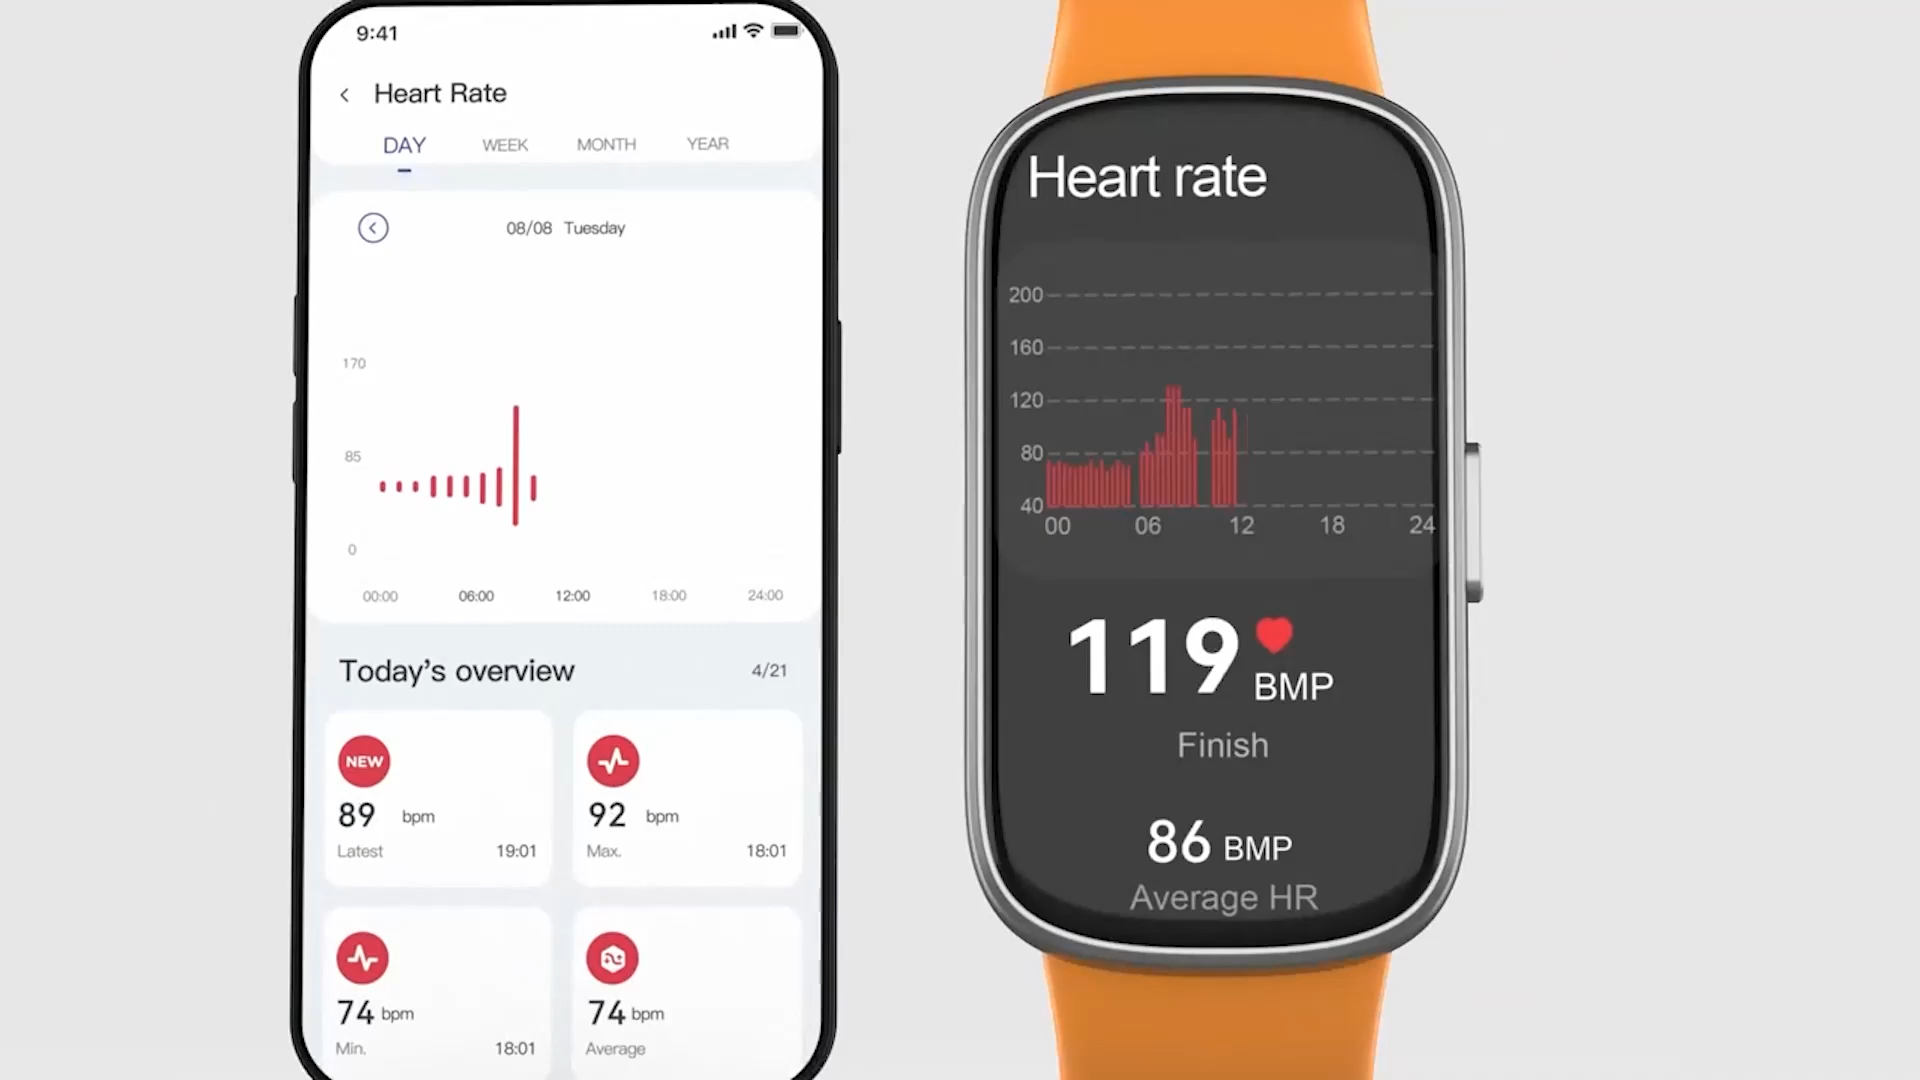 9:41
Heart Rate
DAY WEEK MONTH YEAR
08/08 Tuesday
170
85
0
00:00 06:00 12:00 18:00 24:00
Today's overview 4/21
NEW
89 bpm
Latest 19:01
92 bpm
Max. 18:01
74 bpm
Min. 18:01
74 bpm
Average
Heart rate
200
160
120
80
40
00 06 12 18 24
119 BMP
Finish
86 BMP
Average HR